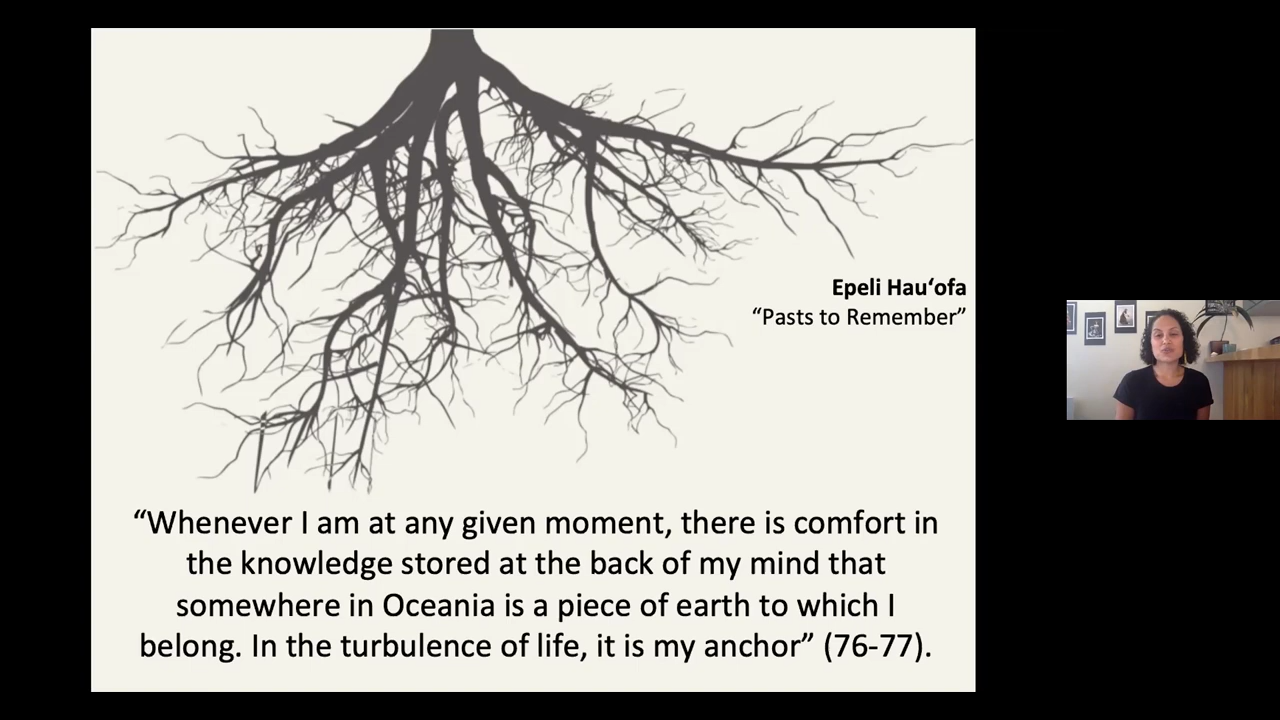 Epeli Hau‘ofa
“Pasts to Remember”
“Whenever I am at any given moment, there is comfort in
the knowledge stored at the back of my mind that
somewhere in Oceania is a piece of earth to which I
belong. In the turbulence of life, it is my anchor” (76-77).